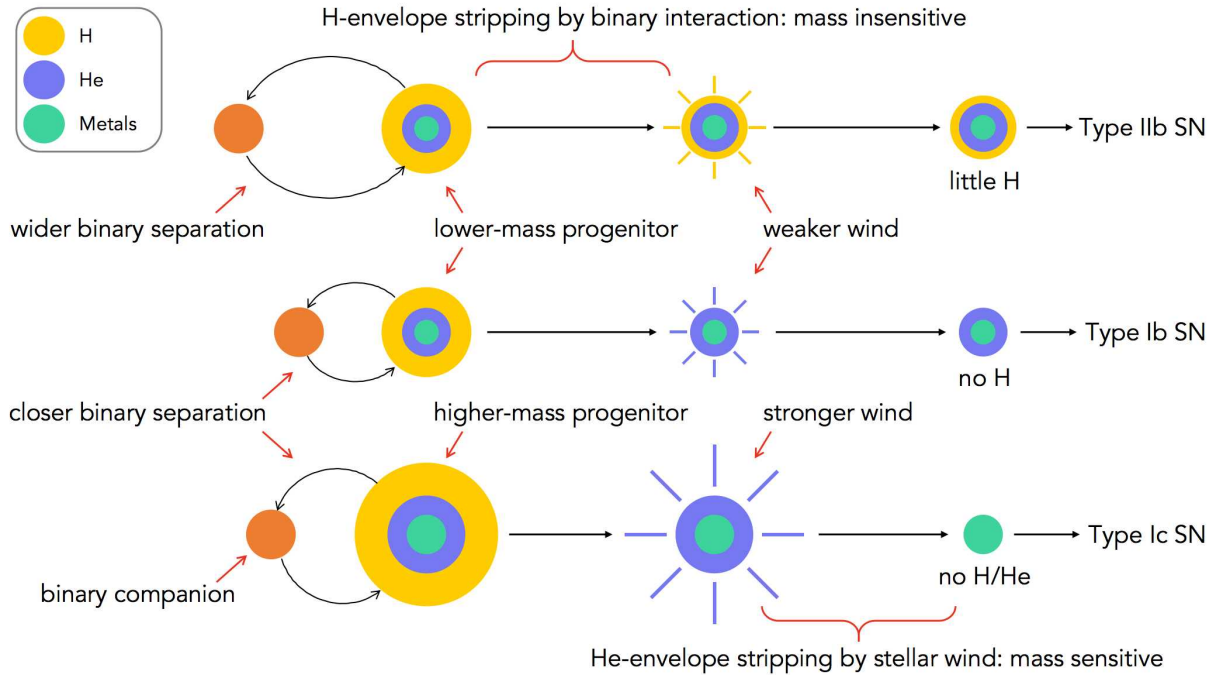 H-envelope stripping by binary interaction: mass insensitive
H
He
Metals
Type IIb SN
little H
wider binary separation
lower-mass progenitor
weaker wind
Type Ib SN
no H
closer binary separation
higher-mass progenitor
stronger wind
Type Ic SN
no H/He
binary companion
He-envelope stripping by stellar wind: mass sensitive